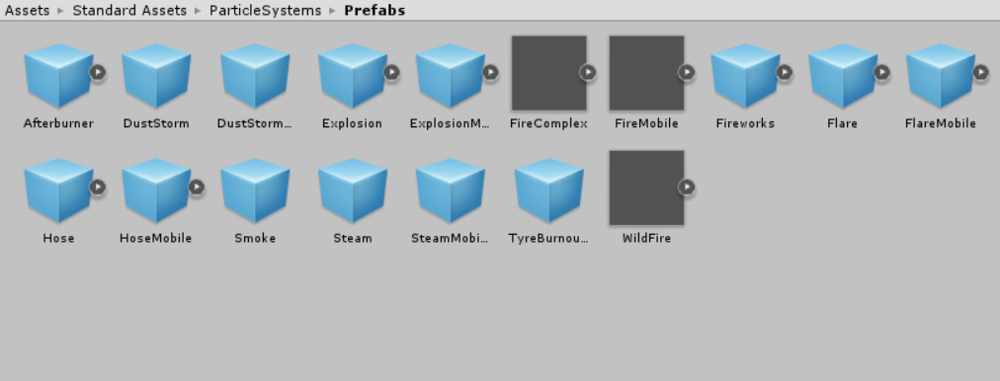 Assets ▸ Standard Assets ▸ ParticleSystems ▸ Prefabs
Afterburner DustStorm DustStorm... Explosion ExplosionM... FireComplex FireMobile Fireworks Flare FlareMobile
Hose HoseMobile Smoke Steam SteamMobi... TyreBurnou... WildFire